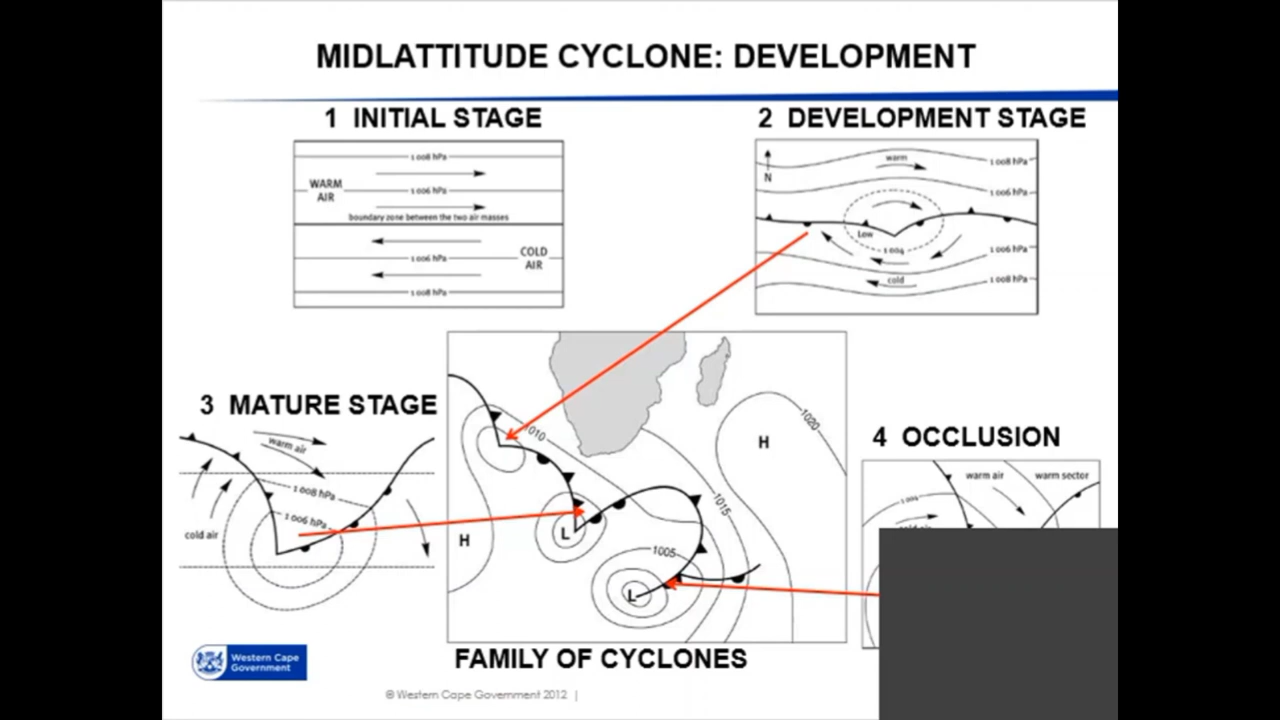 MIDLATTITUDE CYCLONE: DEVELOPMENT
1 INITIAL STAGE
1 008 hPa
WARM
AIR
1 006 hPa
boundary zone between the two air masses
1 006 hPa
COLD
AIR
1 008 hPa
2 DEVELOPMENT STAGE
N
warm
1 008 hPa
1 006 hPa
Low
1 004
1 006 hPa
cold
1 008 hPa
3 MATURE STAGE
warm air
1 008 hPa
1 006 hPa
cold air
1010
1020
H
1015
H
L
1005
L
FAMILY OF CYCLONES
4 OCCLUSION
warm air
warm sector
Western Cape
Government
© Western Cape Government 2012 |